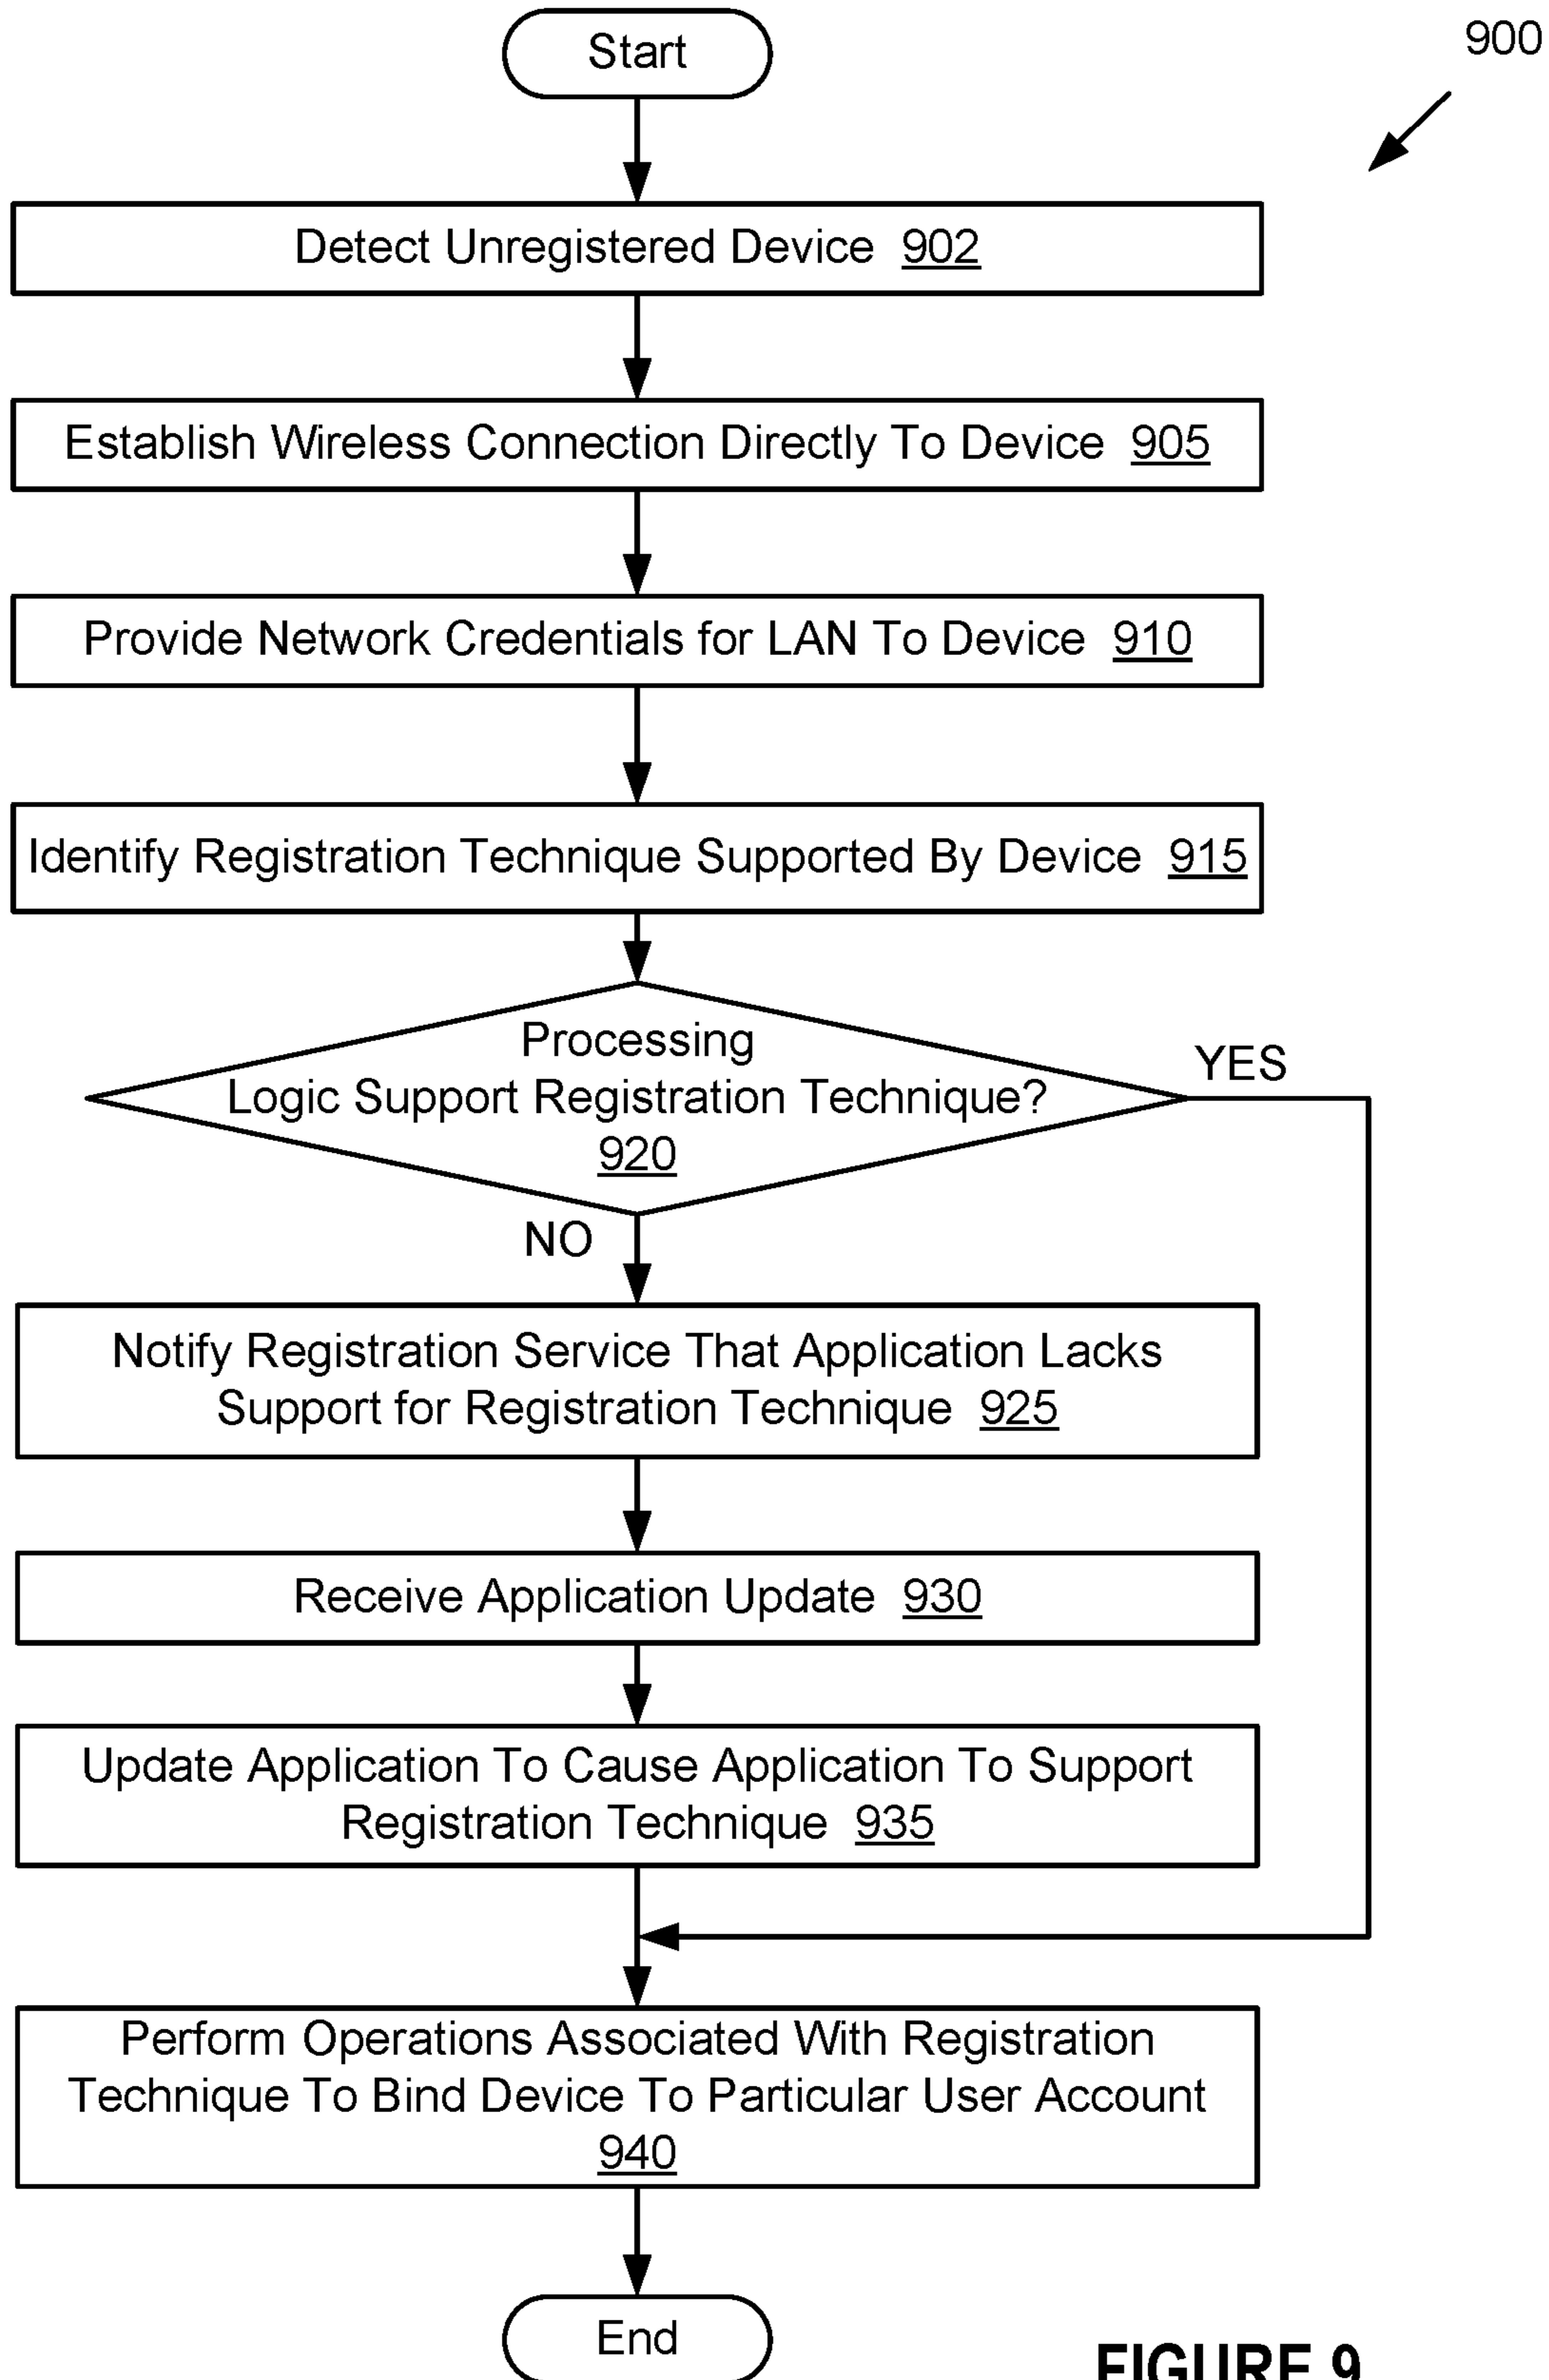 Start
900
Detect Unregistered Device 902
Establish Wireless Connection Directly To Device 905
Provide Network Credentials for LAN To Device 910
Identify Registration Technique Supported By Device 915
Processing
Logic Support Registration Technique?
920
YES
NO
Notify Registration Service That Application Lacks
Support for Registration Technique 925
Receive Application Update 930
Update Application To Cause Application To Support
Registration Technique 935
Perform Operations Associated With Registration
Technique To Bind Device To Particular User Account
940
End
FIGURE 9